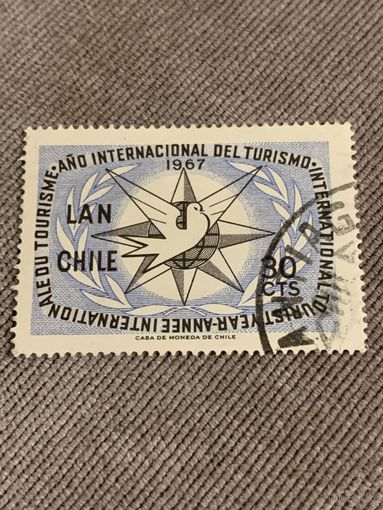 AÑO INTERNACIONAL DEL TURISMO·INTERNATIONAL TOURIST YEAR-ANNEE INTERNATIONALE DU TOURISME·
1967
LAN
CHILE
30
CTS
CASA DE MONEDA DE CHILE